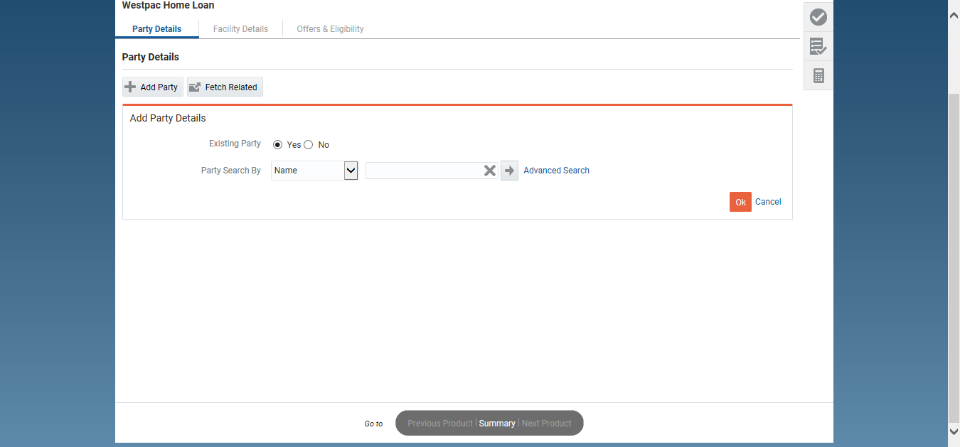 Westpac Home Loan
Party Details Facility Details Offers & Eligibility
Party Details
Add Party Fetch Related
Add Party Details
Existing Party Yes No
Party Search By Name Advanced Search
Ok Cancel
Go to Previous Product | Summary | Next Product